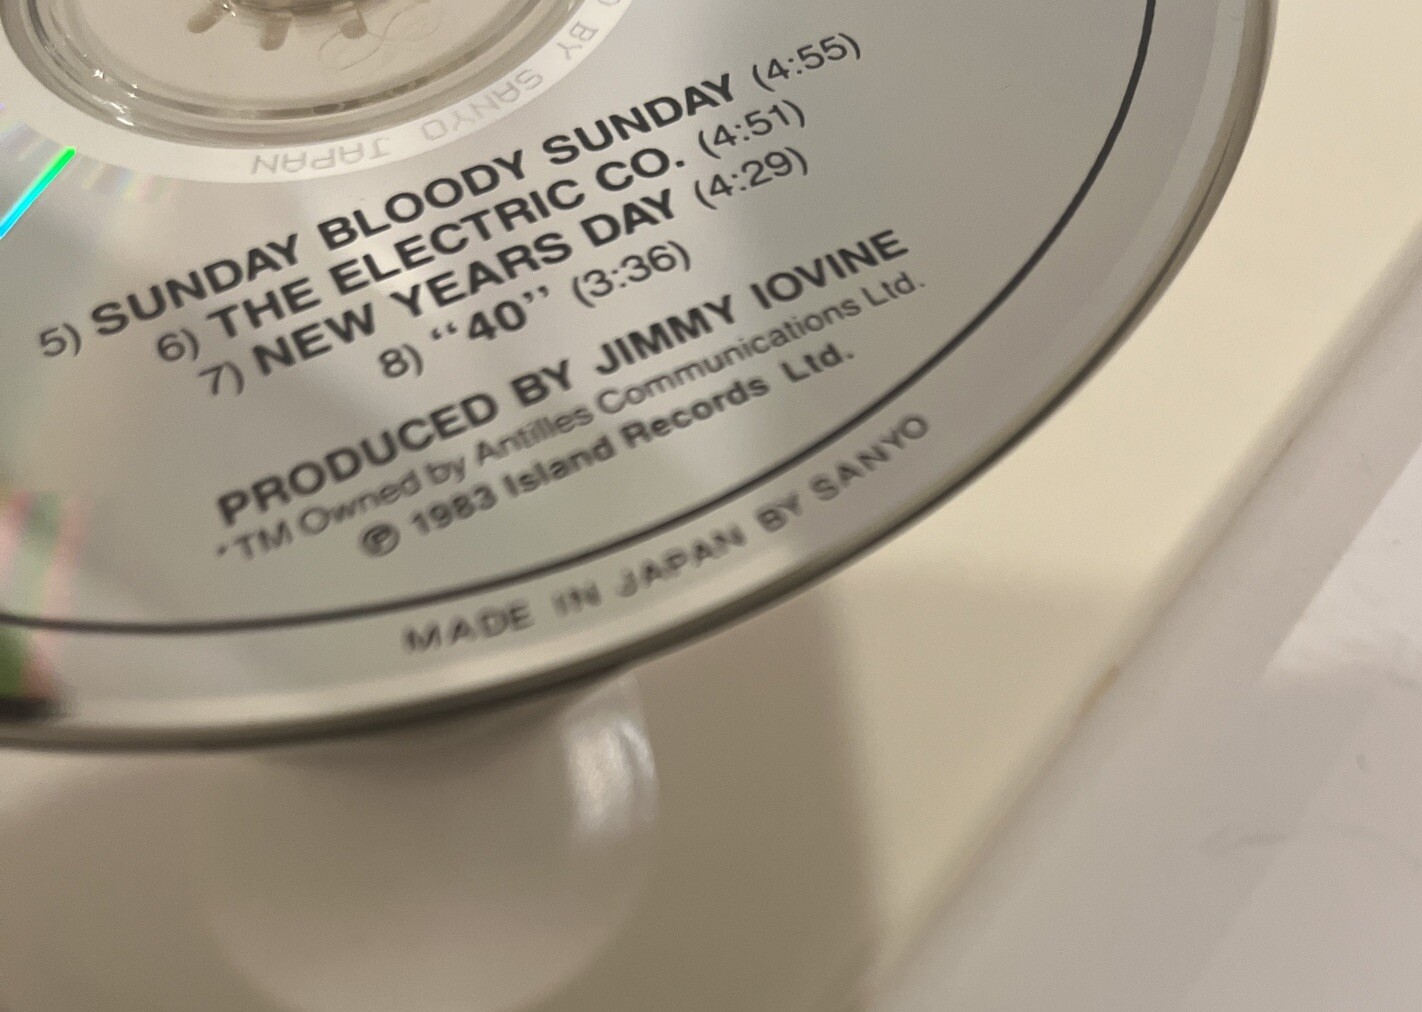 BY SANYO JAPAN
5) SUNDAY BLOODY SUNDAY (4:55)
6) THE ELECTRIC CO. (4:51)
7) NEW YEARS DAY (4:29)
8) “40” (3:36)
PRODUCED BY JIMMY IOVINE
*TM Owned by Antilles Communications Ltd.
℗ 1983 Island Records Ltd.
MADE IN JAPAN BY SANYO